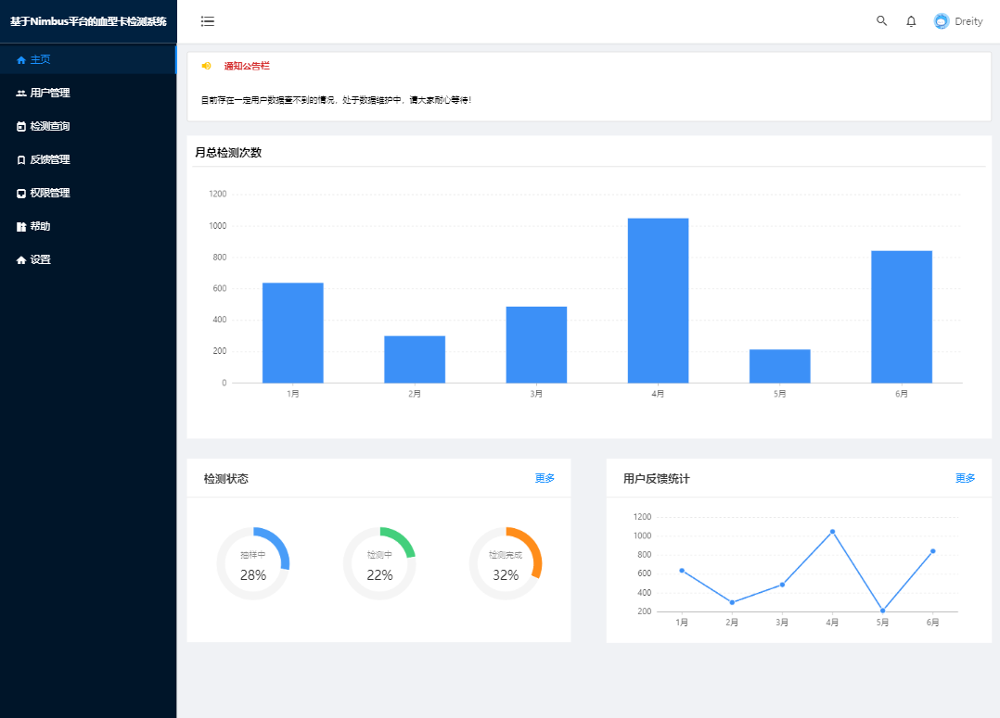 基于Nimbus平台的血型卡检测系统
Dreity
主页
用户管理
检测查询
反馈管理
权限管理
帮助
设置
通知公告栏
目前存在一定用户数据查不到的情况，处于数据维护中，请大家耐心等待！
月总检测次数
1200
1000
800
600
400
200
0
1月 2月 3月 4月 5月 6月
检测状态 更多
抽样中
28%
检测中
22%
检测完成
32%
用户反馈统计 更多
1200
1000
800
600
400
200
1月 2月 3月 4月 5月 6月